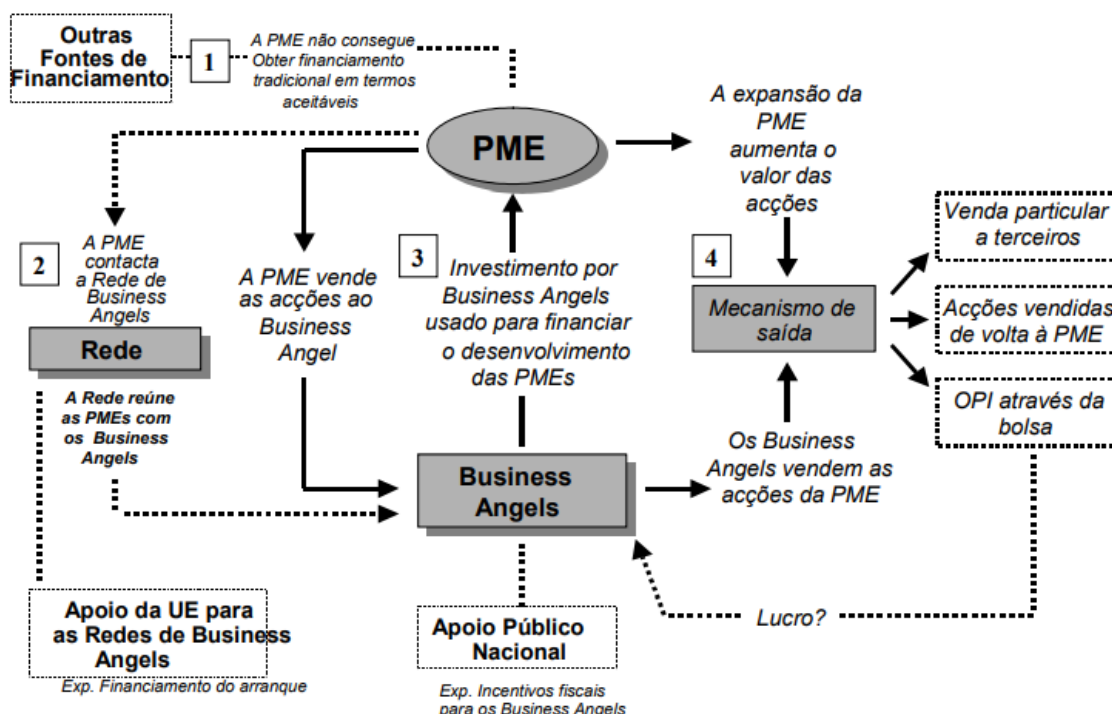 Outras
Fontes de
Financiamento
1
A PME não consegue
Obter financiamento
tradicional em termos
aceitáveis
PME
A expansão da
PME
aumenta o
valor das
acções
2
A PME
contacta
a Rede de
Business
Angels
Rede
A Rede reúne
as PMEs com
os Business
Angels
A PME vende
as acções ao
Business
Angel
3
Investimento por
Business Angels
usado para financiar
o desenvolvimento
das PMEs
4
Mecanismo de
saída
Venda particular
a terceiros
Acções vendidas
de volta à PME
OPI através da
bolsa
Business
Angels
Os Business
Angels vendem as
acções da PME
Lucro?
Apoio da UE para
as Redes de Business
Angels
Exp. Financiamento do arranque
Apoio Público
Nacional
Exp. Incentivos fiscais
para os Business Angels